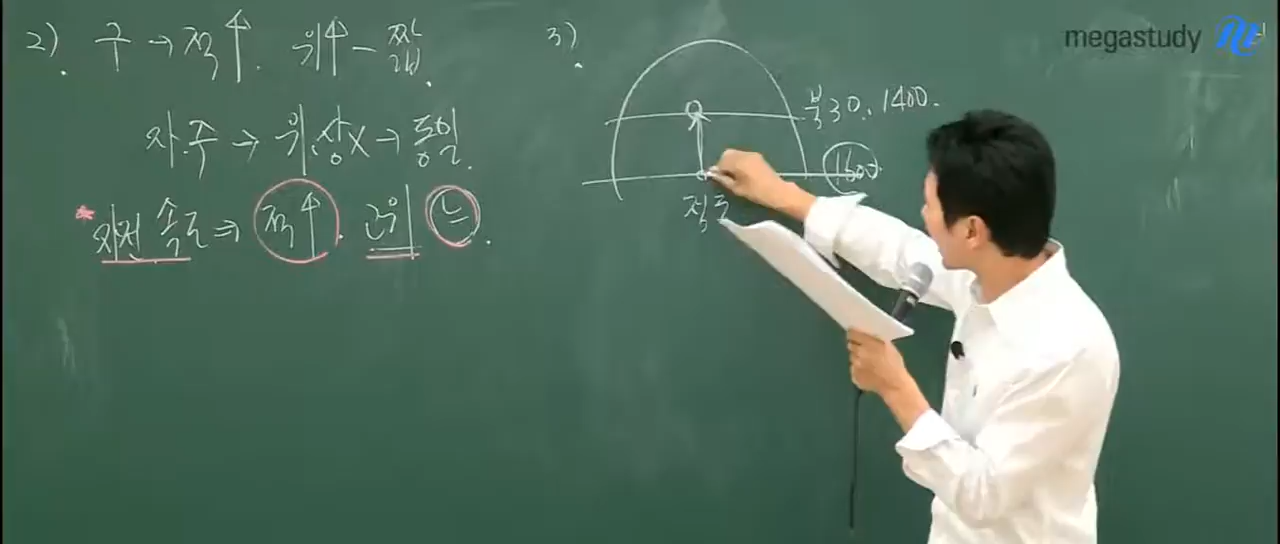 2) 구 → 적↑. 위↑ - 짧아.
자.주 → 위.상X → 동일.
* 자전 속도 ⇒ 적↑. 고위 느.
3)
북30. 1400.
1600
적도
megastudy